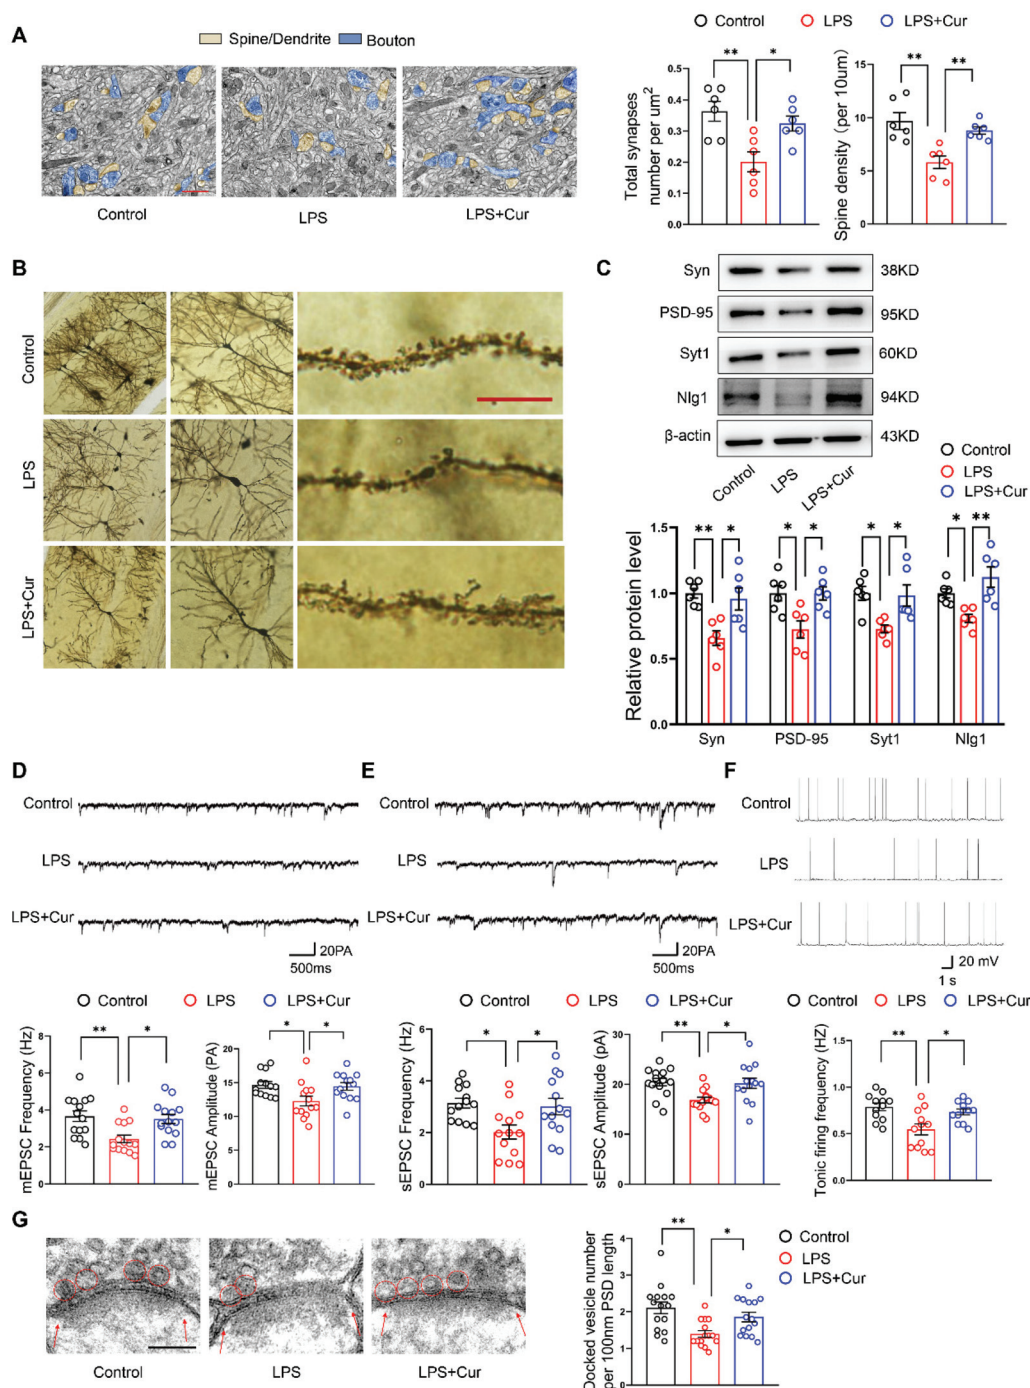 A
Spine/Dendrite Bouton
Control
LPS
LPS+Cur
Control LPS LPS+Cur
Total synapses
number per um²
0.0
0.1
0.2
0.3
0.4
0.5
** *
Spine density (per 10um)
0
5
10
15
** **
B
Control
LPS
LPS+Cur
C
Syn 38KD
PSD-95 95KD
Syt1 60KD
Nlg1 94KD
β-actin 43KD
Control LPS LPS+Cur
Control
LPS
LPS+Cur
Relative protein level
0.0
0.5
1.0
1.5
** * * * * * * **
Syn PSD-95 Syt1 Nlg1
D
Control
LPS
LPS+Cur
20PA
500ms
Control LPS LPS+Cur
mEPSC Frequency (Hz)
0
2
4
6
8
** *
mEPSC Amplitude (PA)
0
5
10
15
20
* *
E
Control
LPS
LPS+Cur
20PA
500ms
Control LPS LPS+Cur
sEPSC Frequency (Hz)
0
2
4
6
* *
sEPSC Amplitude (pA)
0
10
20
30
** *
F
Control
LPS
LPS+Cur
20 mV
1 s
Control LPS LPS+Cur
Tonic firing frequency (HZ)
0.0
0.5
1.0
1.5
** *
G
Control
LPS
LPS+Cur
Docked vesicle number
per 100nm PSD length
0
1
2
3
4
** *
Control
LPS
LPS+Cur